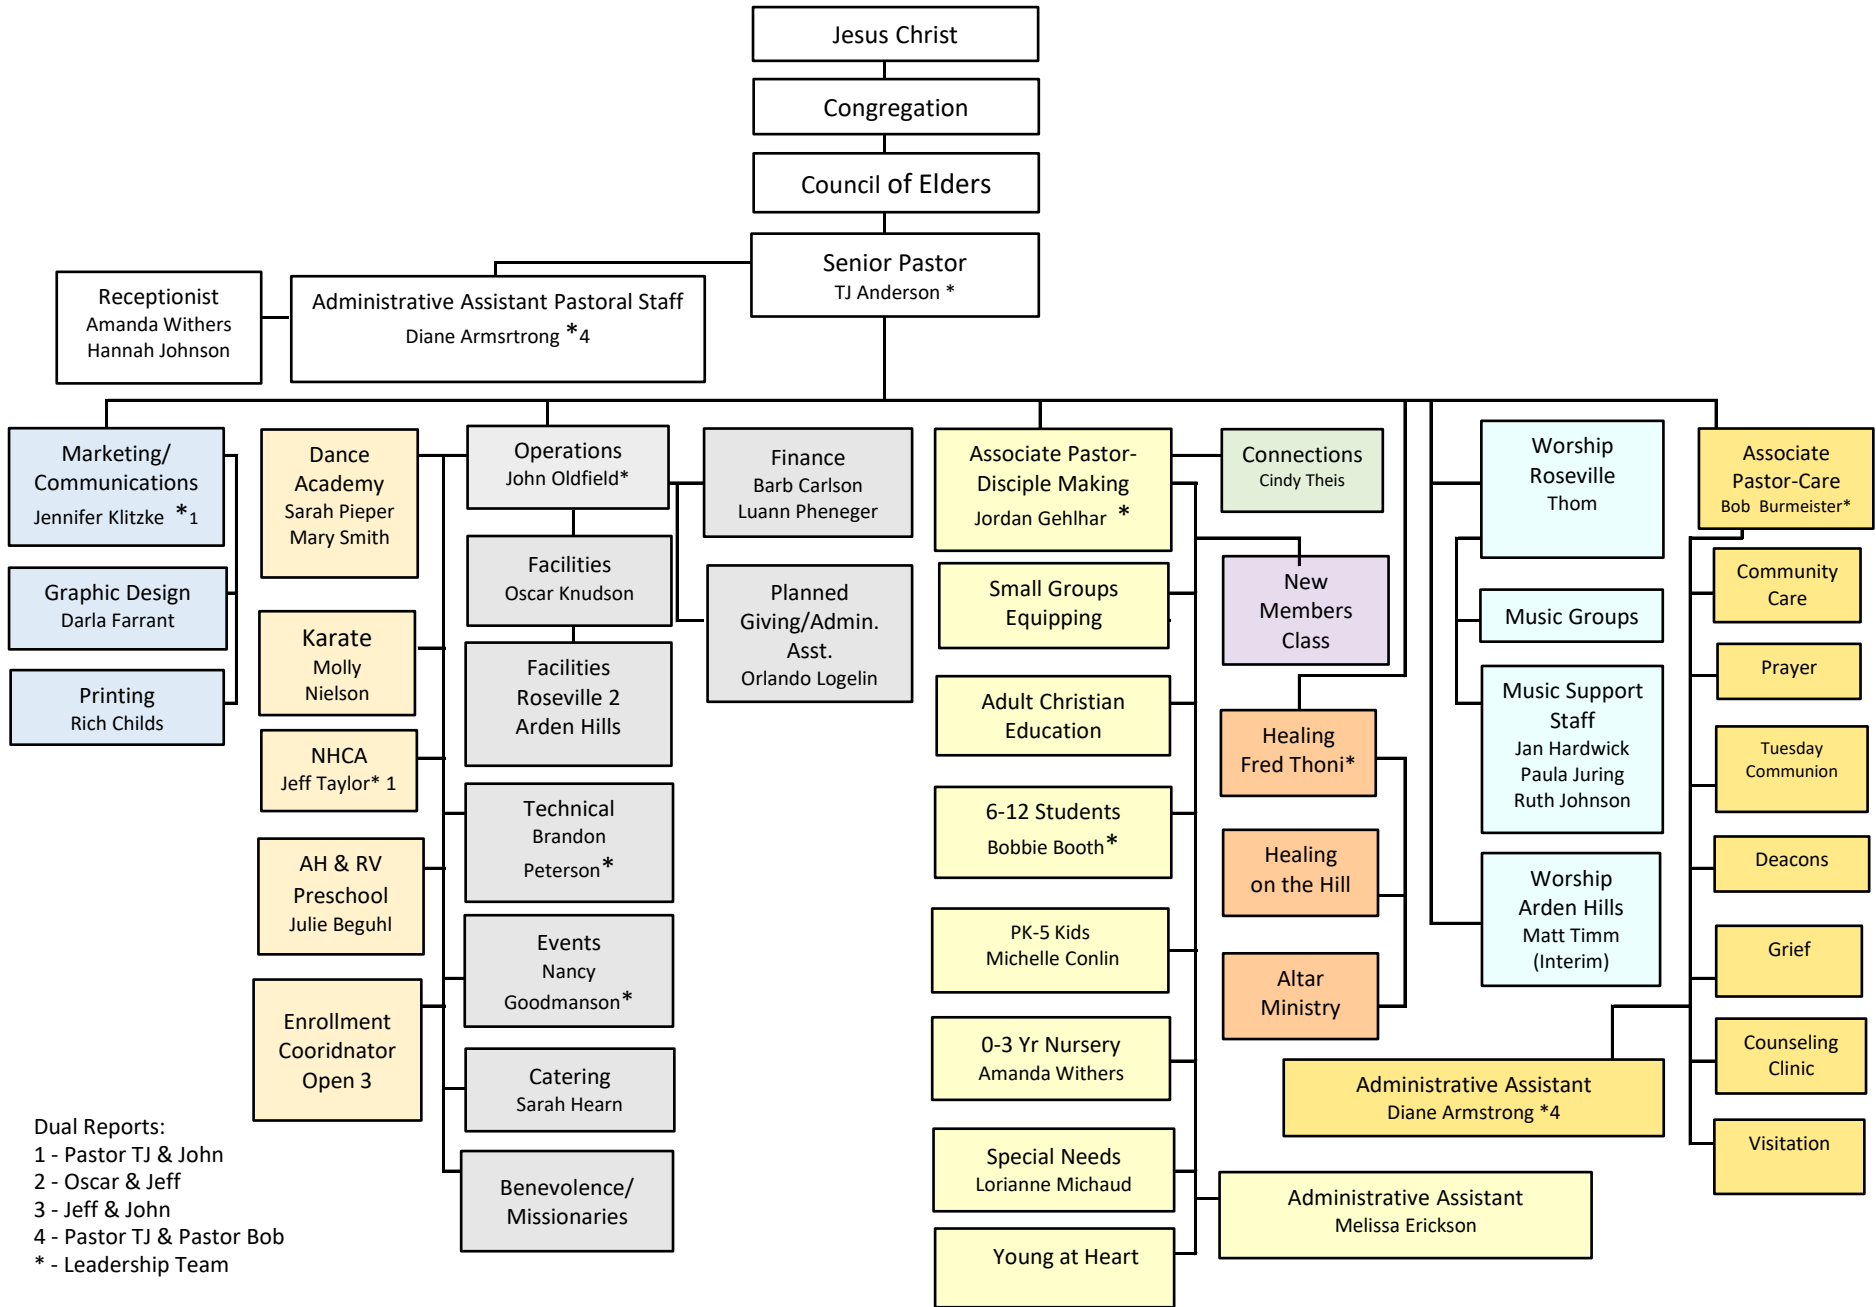 Jesus Christ
Congregation
Council of Elders
Senior Pastor
TJ Anderson *
Administrative Assistant Pastoral Staff
Diane Armsrtrong *4
Receptionist
Amanda Withers
Hannah Johnson
Marketing/
Communications
Jennifer Klitzke *1
Graphic Design
Darla Farrant
Printing
Rich Childs
Dance
Academy
Sarah Pieper
Mary Smith
Karate
Molly
Nielson
NHCA
Jeff Taylor* 1
AH & RV
Preschool
Julie Beguhl
Enrollment
Cooridnator
Open 3
Operations
John Oldfield*
Facilities
Oscar Knudson
Facilities
Roseville 2
Arden Hills
Technical
Brandon
Peterson*
Events
Nancy
Goodmanson*
Catering
Sarah Hearn
Benevolence/
Missionaries
Finance
Barb Carlson
Luann Pheneger
Planned
Giving/Admin.
Asst.
Orlando Logelin
Associate Pastor-
Disciple Making
Jordan Gehlhar *
Small Groups
Equipping
Adult Christian
Education
6-12 Students
Bobbie Booth*
PK-5 Kids
Michelle Conlin
0-3 Yr Nursery
Amanda Withers
Special Needs
Lorianne Michaud
Young at Heart
Connections
Cindy Theis
New
Members
Class
Healing
Fred Thoni*
Healing
on the Hill
Altar
Ministry
Administrative Assistant
Melissa Erickson
Worship
Roseville
Thom
Music Groups
Music Support
Staff
Jan Hardwick
Paula Juring
Ruth Johnson
Worship
Arden Hills
Matt Timm
(Interim)
Associate
Pastor-Care
Bob Burmeister*
Community
Care
Prayer
Tuesday
Communion
Deacons
Grief
Counseling
Clinic
Visitation
Administrative Assistant
Diane Armstrong *4
Dual Reports:
1 - Pastor TJ & John
2 - Oscar & Jeff
3 - Jeff & John
4 - Pastor TJ & Pastor Bob
* - Leadership Team